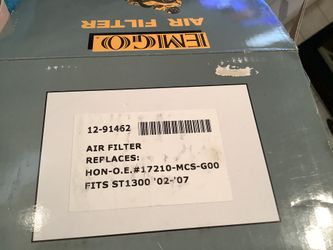 AIR FILTER
EMGO
12-91462
AIR FILTER
REPLACES:
HON-O.E.#17210-MCS-G00
FITS ST1300 '02-'07